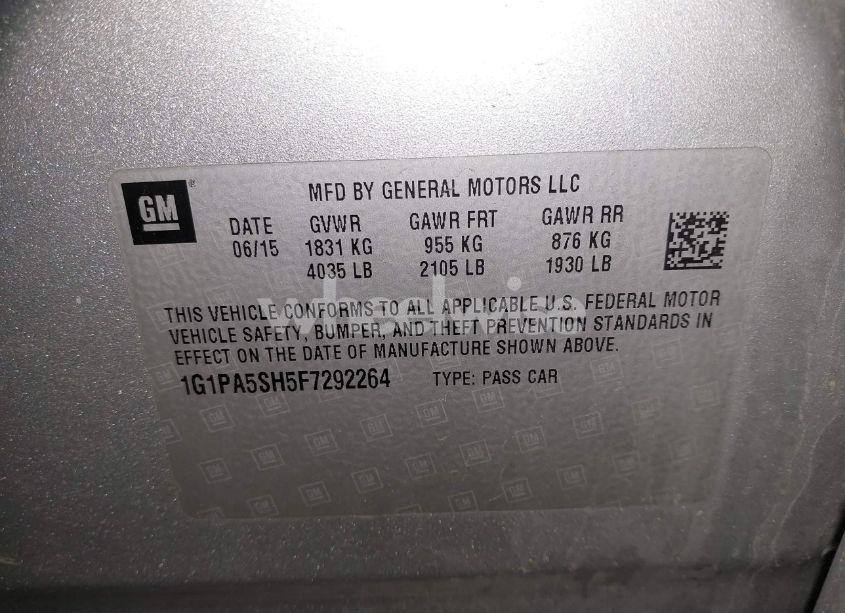 GM
MFD BY GENERAL MOTORS LLC
DATE GVWR GAWR FRT GAWR RR
06/15 1831 KG 955 KG 876 KG
4035 LB 2105 LB 1930 LB
THIS VEHICLE CONFORMS TO ALL APPLICABLE U.S. FEDERAL MOTOR
VEHICLE SAFETY, BUMPER, AND THEFT PREVENTION STANDARDS IN
EFFECT ON THE DATE OF MANUFACTURE SHOWN ABOVE.
1G1PA5SH5F7292264 TYPE: PASS CAR